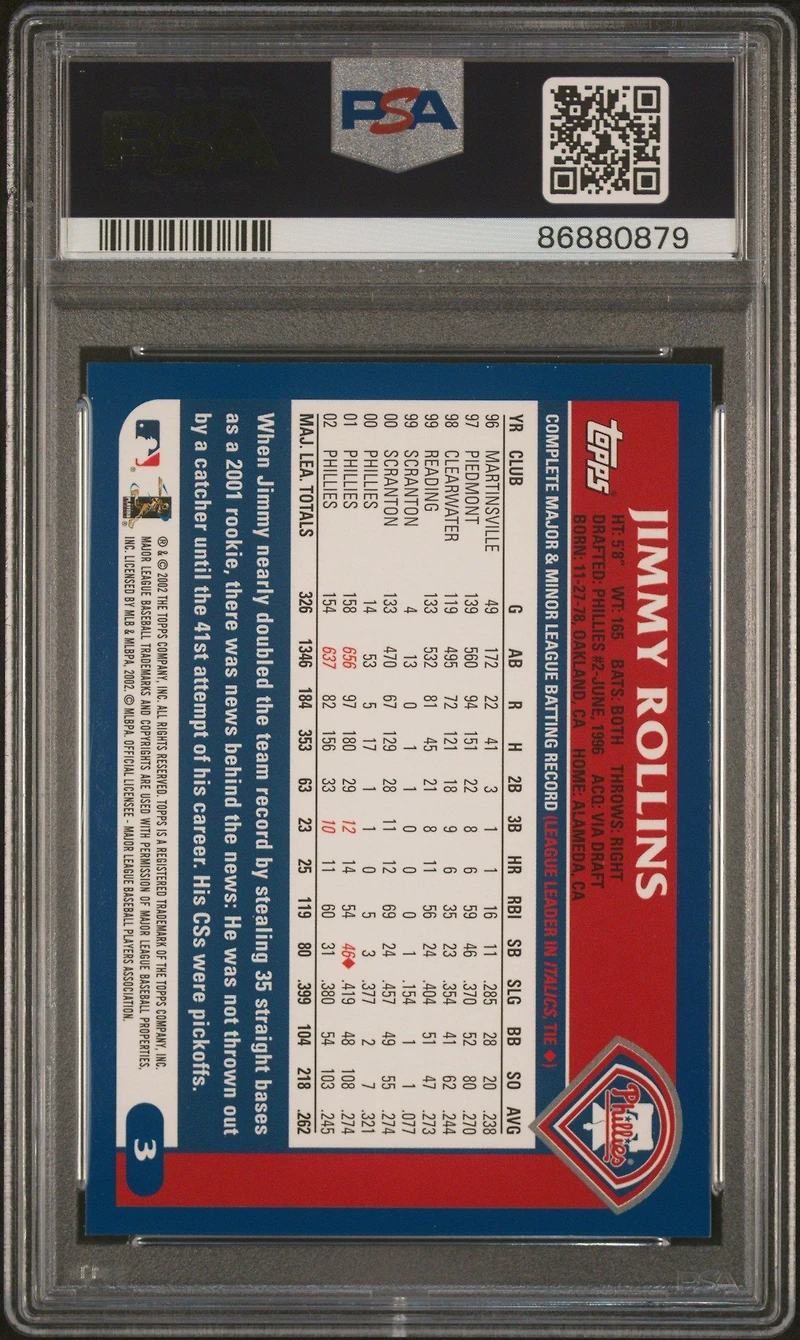 PSA
86880879
topps
JIMMY ROLLINS
HT: 5'8" WT: 165 BATS: BOTH THROWS: RIGHT
DRAFTED: PHILLIES #2-JUNE, 1996 ACQ: VIA DRAFT
BORN: 11-27-78, OAKLAND, CA HOME: ALAMEDA, CA
Phillies
COMPLETE MAJOR & MINOR LEAGUE BATTING RECORD (LEAGUE LEADER IN ITALICS, TIE ◆)
YR CLUB G AB R H 2B 3B HR RBI SB SLG BB SO AVG
96 MARTINSVILLE 49 172 22 41 3 1 1 16 11 .285 28 20 .238
97 PIEDMONT 139 560 94 151 22 8 6 59 46 .370 52 80 .270
98 CLEARWATER 119 495 72 121 18 9 6 35 23 .354 41 62 .244
99 READING 133 532 81 45 21 8 11 56 24 .404 51 47 .273
99 SCRANTON 4 13 0 1 1 0 0 0 1 .154 1 1 .077
00 SCRANTON 133 470 67 129 28 11 12 69 24 .457 49 55 .274
00 PHILLIES 14 53 5 17 1 1 0 5 3 .377 2 7 .321
01 PHILLIES 158 656 97 180 29 12 14 54 46◆ .419 48 108 .274
02 PHILLIES 154 637 82 156 33 10 11 60 31 .380 54 103 .245
MAJ. LEA. TOTALS 326 1346 184 353 63 23 25 119 80 .399 104 218 .262
When Jimmy nearly doubled the team record by stealing 35 straight bases
as a 2001 rookie, there was news behind the news: He was not thrown out
by a catcher until the 41st attempt of his career. His CSs were pickoffs.
® & © 2002 THE TOPPS COMPANY, INC. ALL RIGHTS RESERVED. TOPPS IS A REGISTERED TRADEMARK OF THE TOPPS COMPANY, INC.
MAJOR LEAGUE BASEBALL TRADEMARKS AND COPYRIGHTS ARE USED WITH PERMISSION OF MAJOR LEAGUE BASEBALL PROPERTIES,
INC. LICENSED BY MLB & MLBPA, 2002. © MLBPA. OFFICIAL LICENSEE - MAJOR LEAGUE BASEBALL PLAYERS ASSOCIATION.
3
PSA